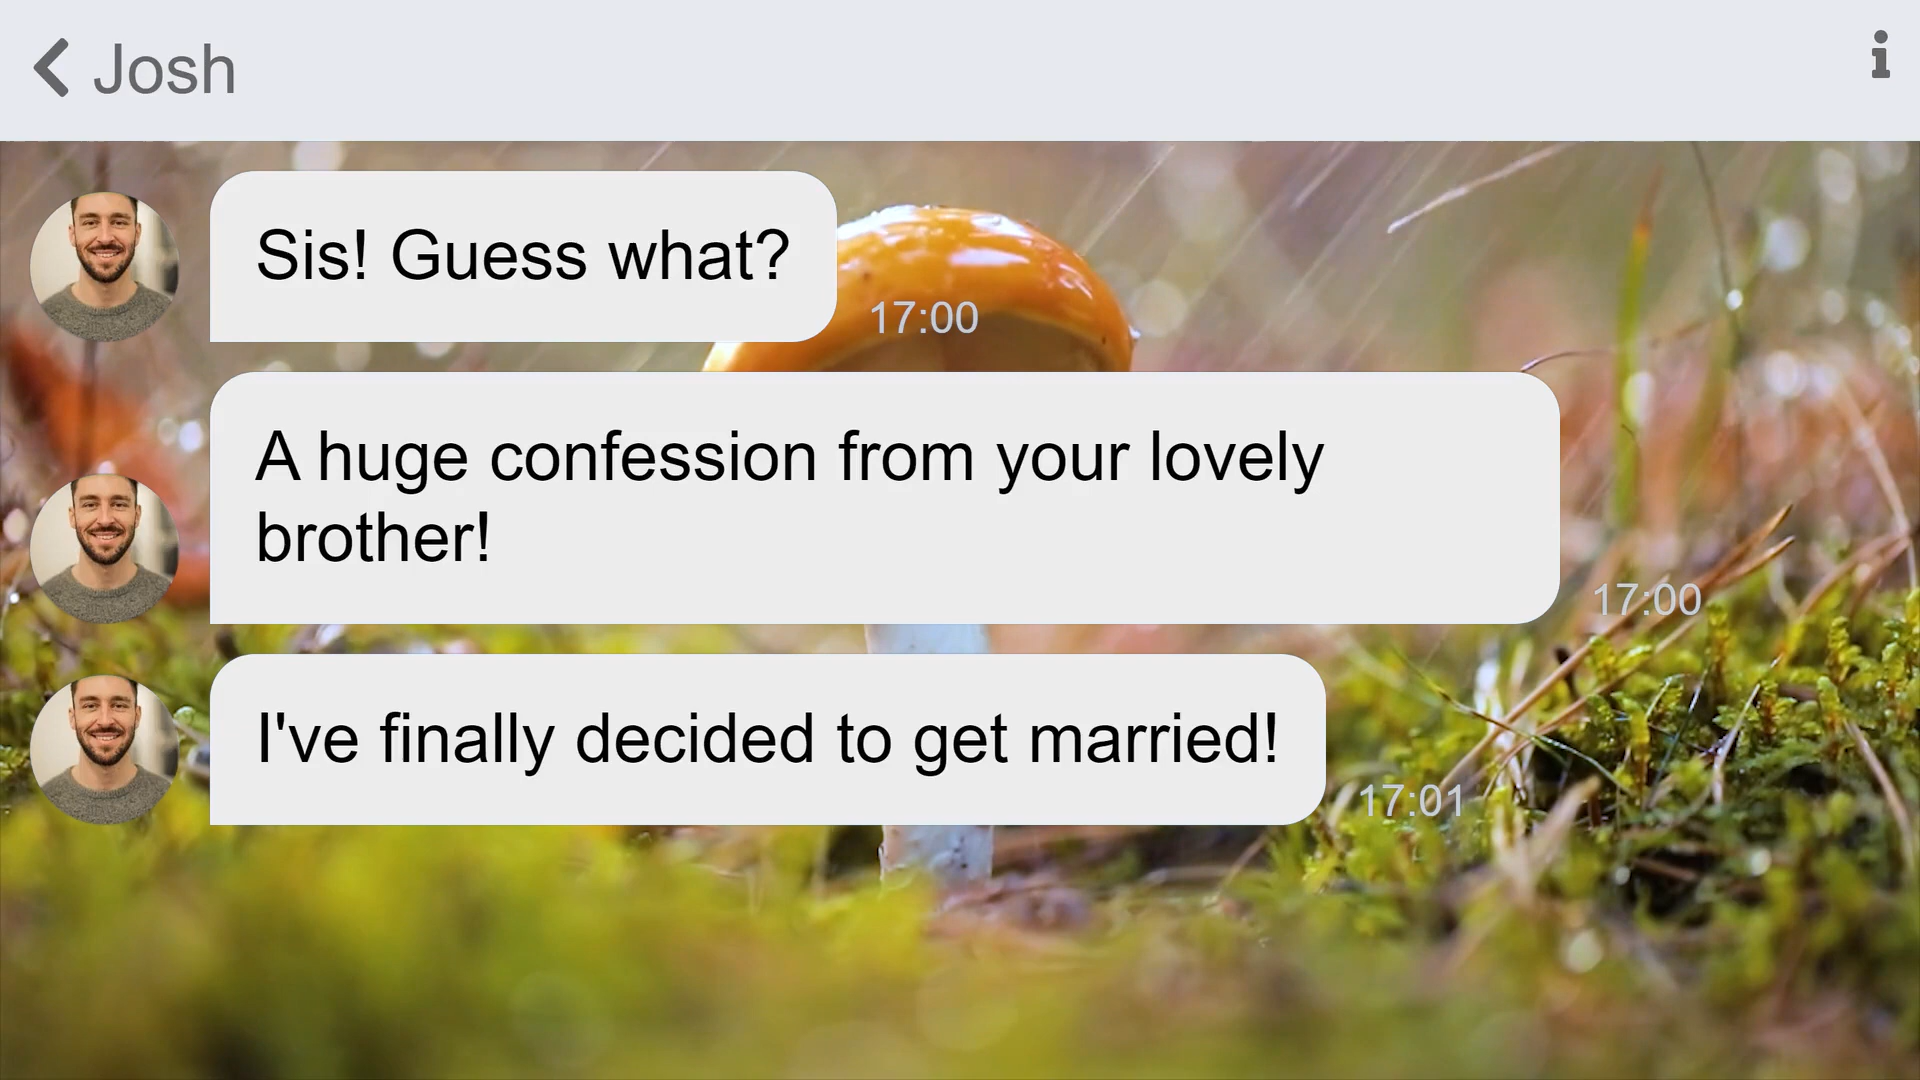 Josh
Sis! Guess what?
17:00
A huge confession from your lovely
brother!
17:00
I've finally decided to get married!
17:01